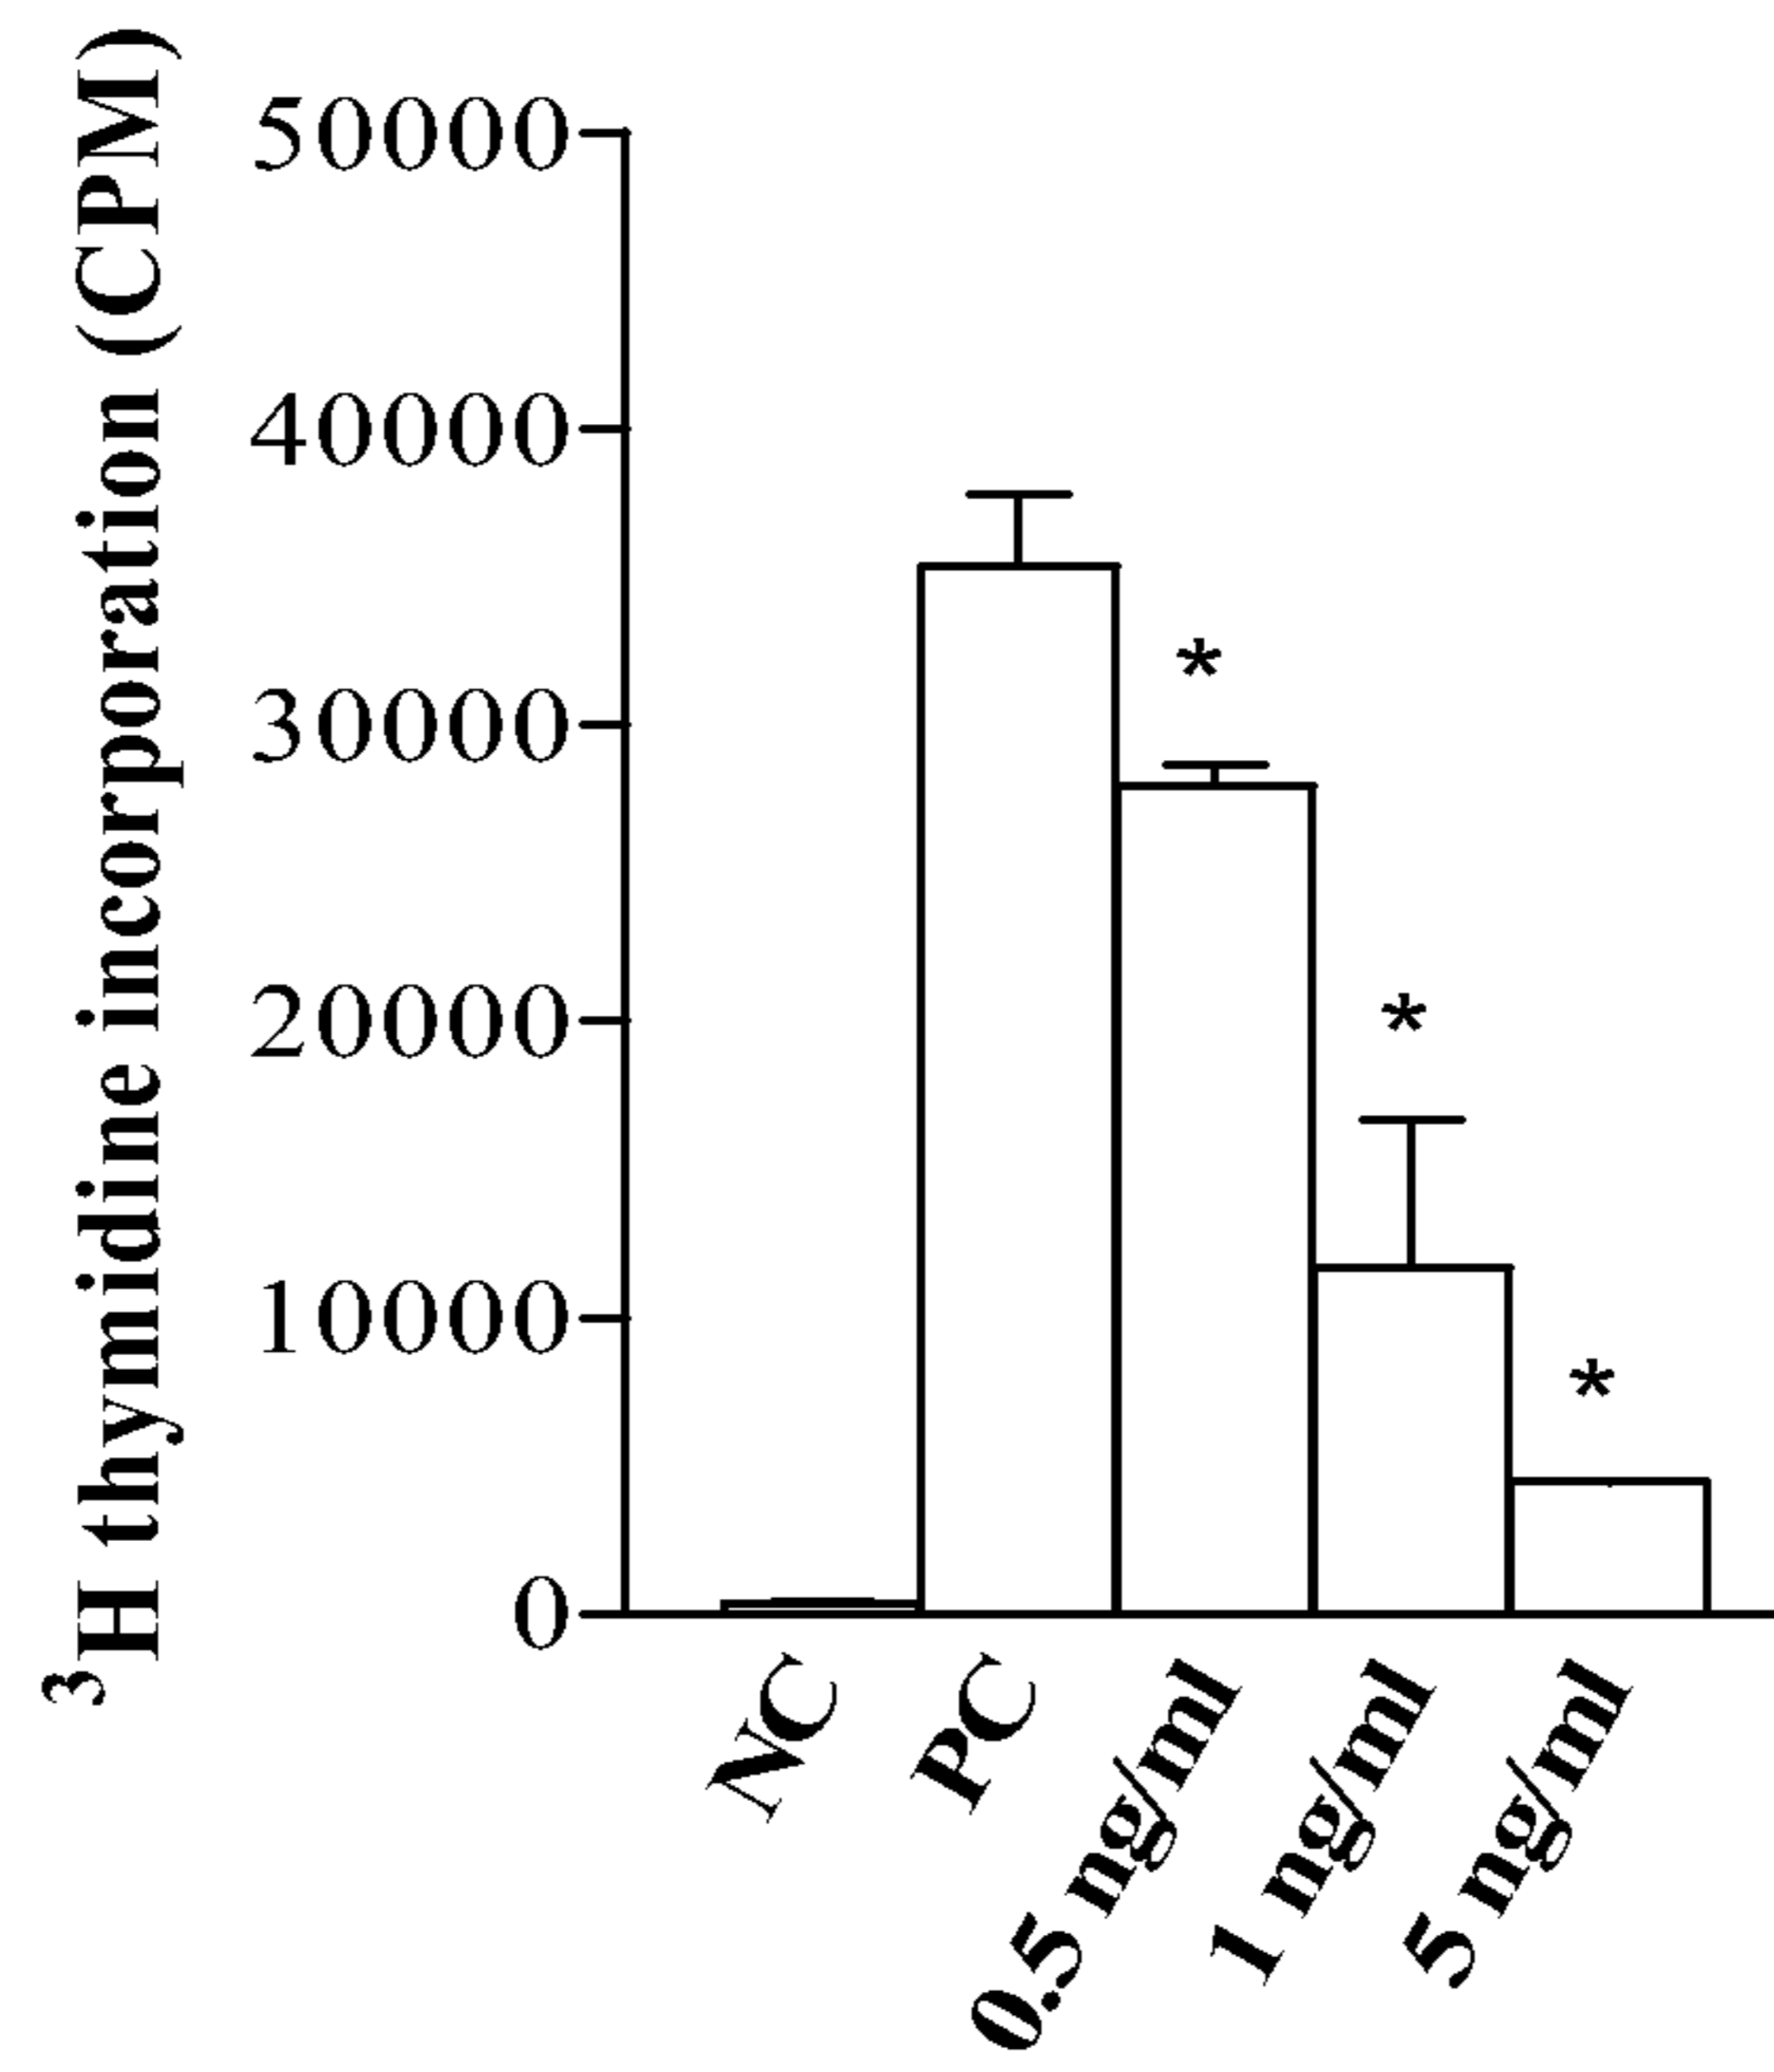 ³H thymidine incorporation (CPM)
50000
40000
30000
20000
10000
0
*
*
*
NC
PC
0.5 ng/ml
1 ng/ml
5 ng/ml